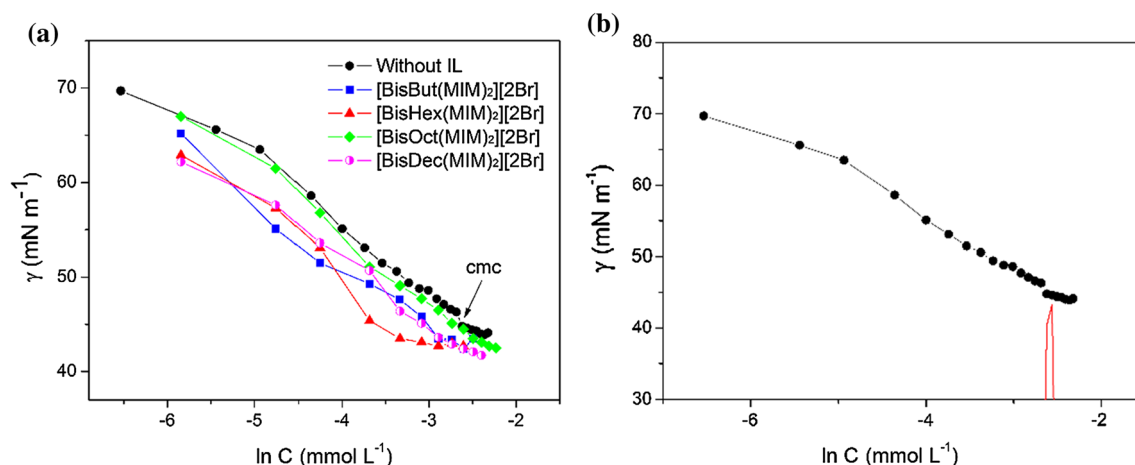 (a)
γ (mN m⁻¹)
70
60
50
40
Without IL
[BisBut(MIM)₂][2Br]
[BisHex(MIM)₂][2Br]
[BisOct(MIM)₂][2Br]
[BisDec(MIM)₂][2Br]
cmc
-6 -5 -4 -3 -2
ln C (mmol L⁻¹)
(b)
γ (mN m⁻¹)
80
70
60
50
40
30
-6 -4 -2
ln C (mmol L⁻¹)